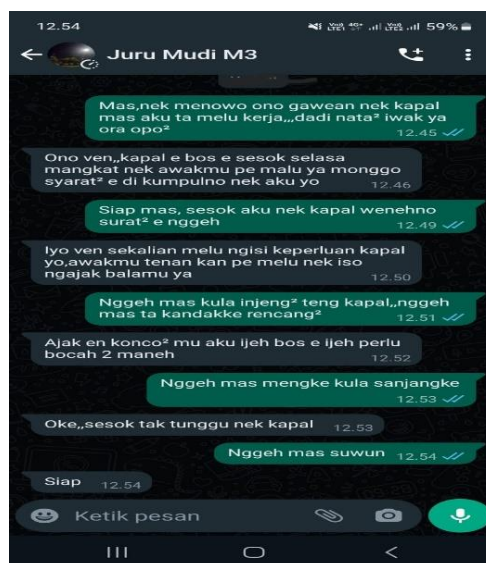 12.54
59%
Juru Mudi M3
Mas,nek menowo ono gawean nek kapal
mas aku ta melu kerja,,,dadi nata² iwak ya
ora opo²
12.45
Ono ven,,kapal e bos e sesok selasa
mangkat nek awakmu pe malu ya monggo
syarat² e di kumpulno nek aku yo
12.46
Siap mas, sesok aku nek kapal wenehno
surat² e nggeh
12.49
Iyo ven sekalian melu ngisi keperluan kapal
yo,awakmu tenan kan pe melu nek iso
ngajak balamu ya
12.50
Nggeh mas kula injeng² teng kapal,,nggeh
mas ta kandakke rencang²
12.51
Ajak en konco² mu aku ijeh bos e ijeh perlu
bocah 2 maneh
12.52
Nggeh mas mengke kula sanjangke
12.53
Oke,,sesok tak tunggu nek kapal
12.53
Nggeh mas suwun
12.54
Siap
12.54
Ketik pesan